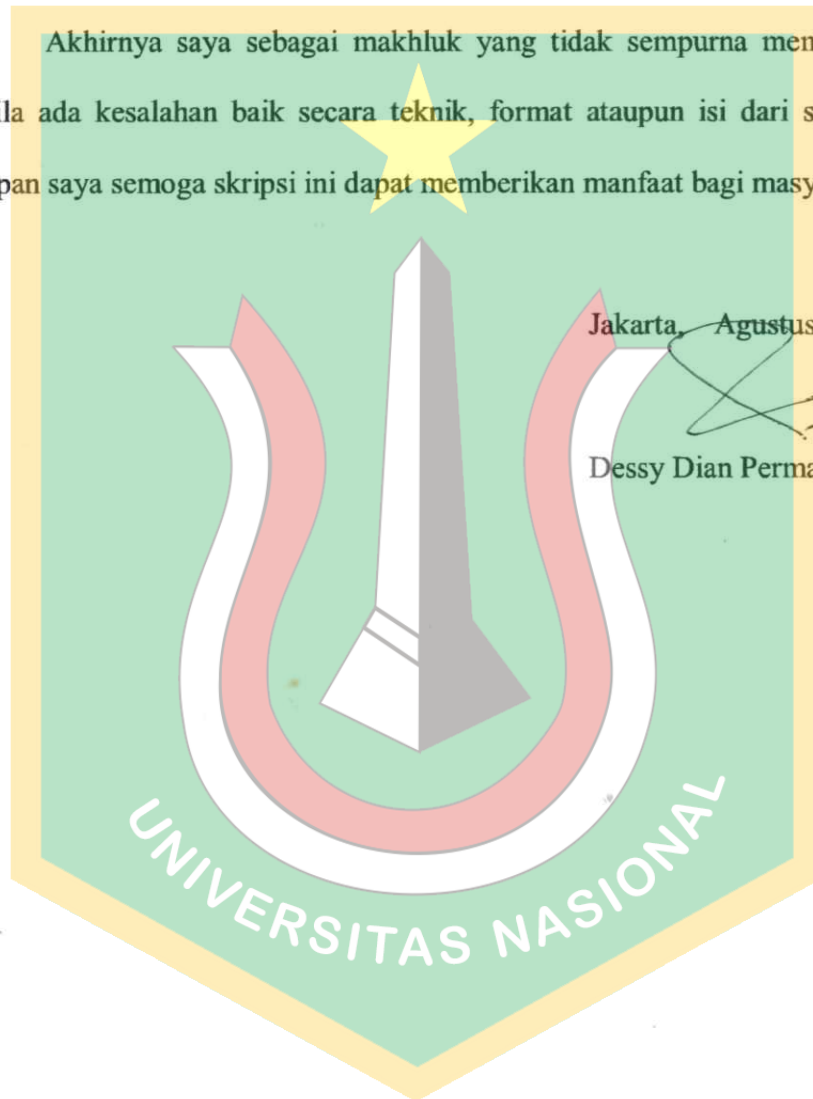 Akhirnya saya sebagai makhluk yang tidak sempurna
ada kesalahan baik secara teknik, format ataupun isi dari
saya semoga skripsi ini dapat memberikan manfaat bagi
Jakarta, Agustus
Dessy Dian
UNIVERSITAS NASIONAL